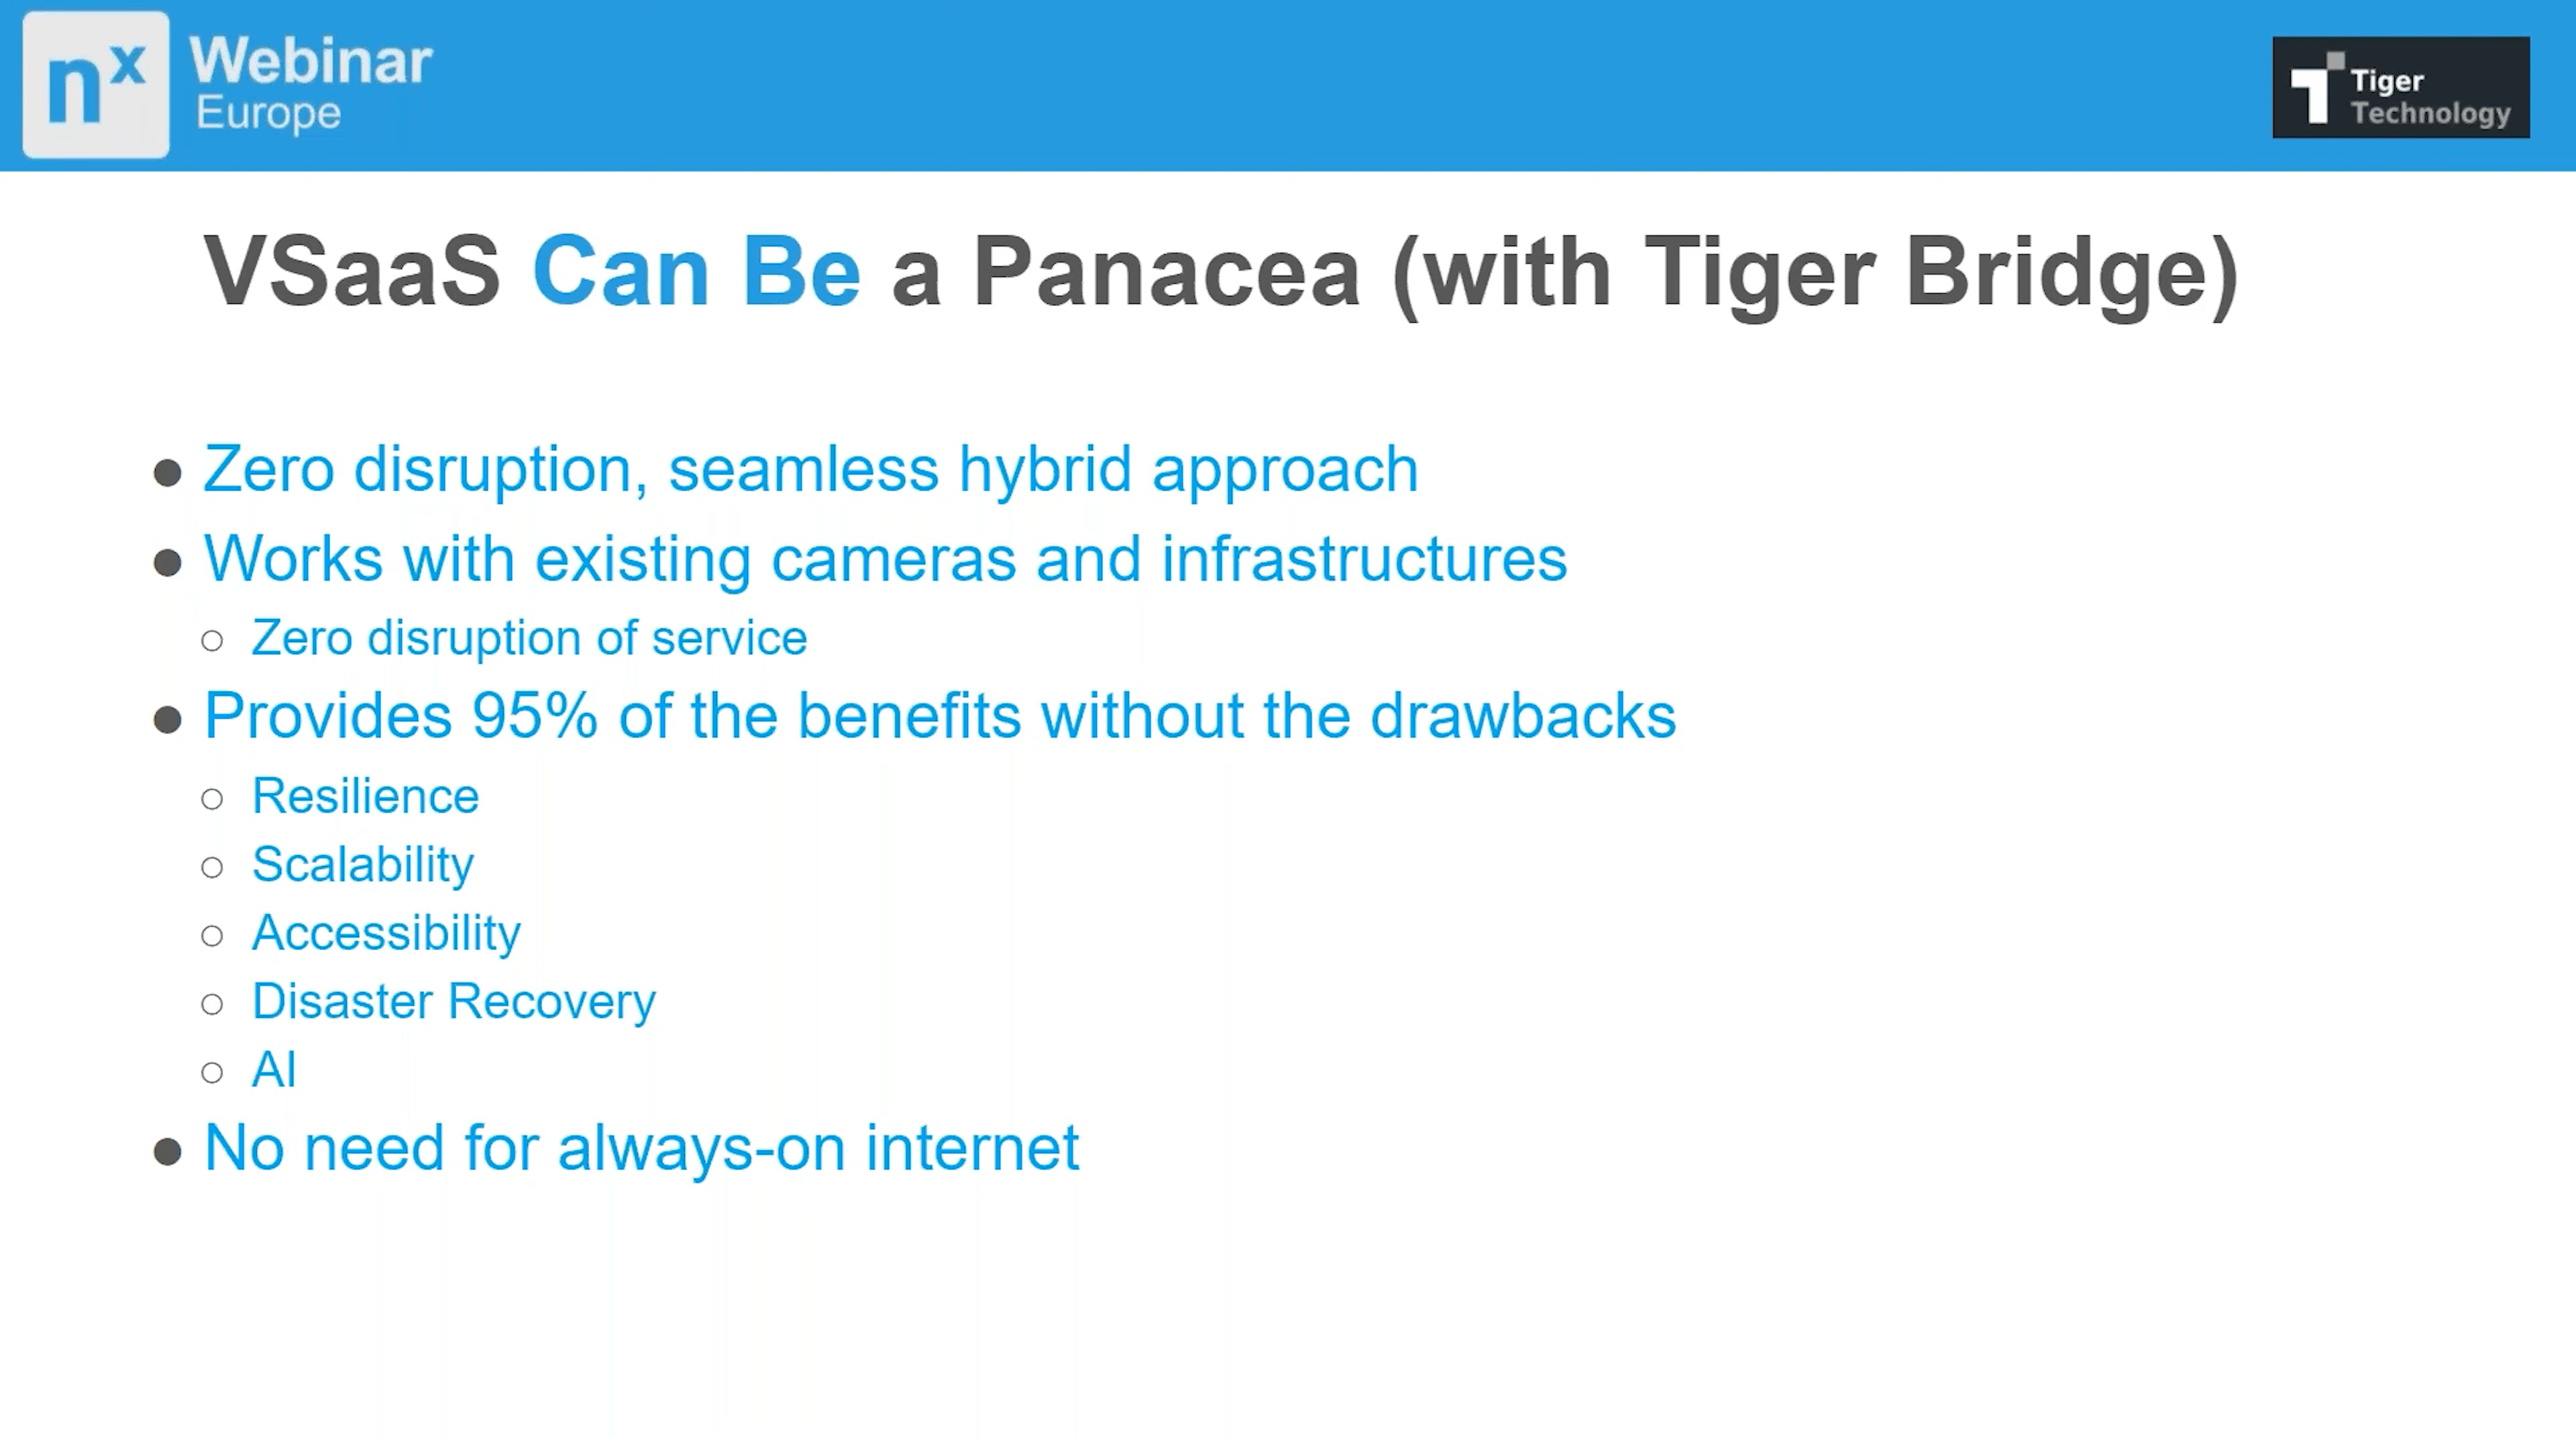 nx Webinar
Europe
Tiger
Technology
VSaaS Can Be a Panacea (with Tiger Bridge)
● Zero disruption, seamless hybrid approach
● Works with existing cameras and infrastructures
○ Zero disruption of service
● Provides 95% of the benefits without the drawbacks
○ Resilience
○ Scalability
○ Accessibility
○ Disaster Recovery
○ AI
● No need for always-on internet